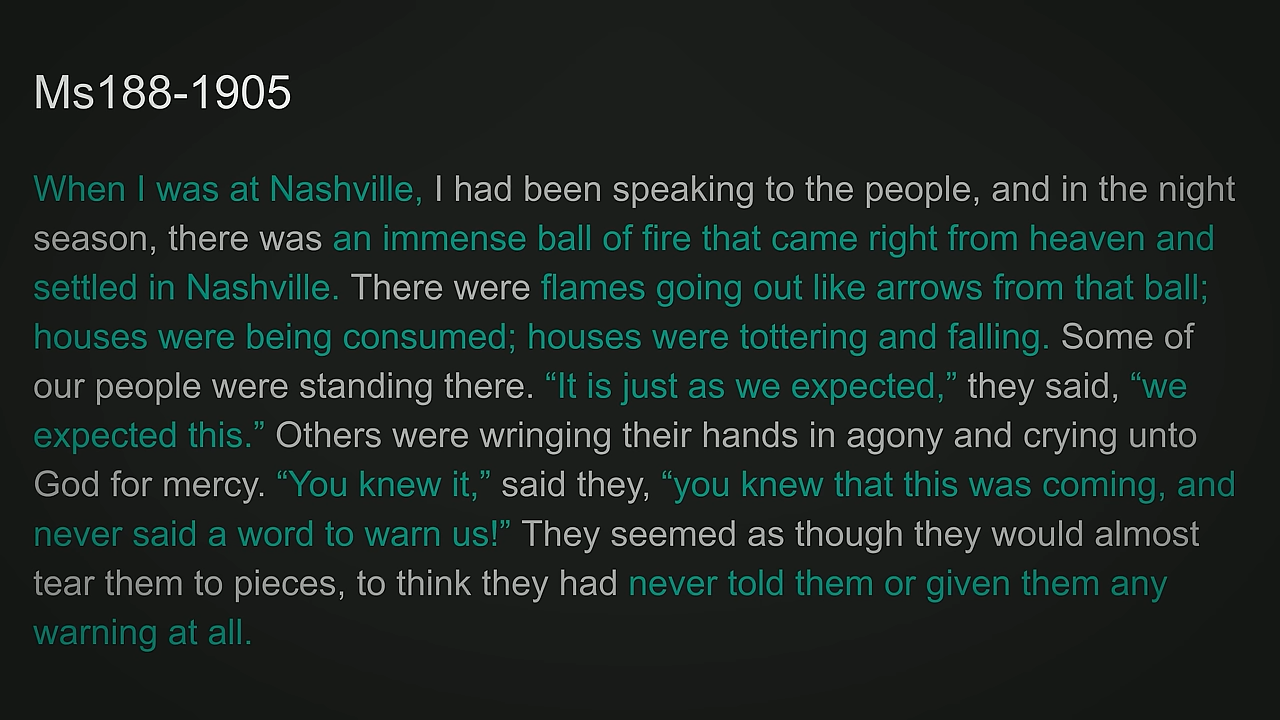 Ms188-1905
When I was at Nashville, I had been speaking to the people, and in the night
season, there was an immense ball of fire that came right from heaven and
settled in Nashville. There were flames going out like arrows from that ball;
houses were being consumed; houses were tottering and falling. Some of
our people were standing there. “It is just as we expected,” they said, “we
expected this.” Others were wringing their hands in agony and crying unto
God for mercy. “You knew it,” said they, “you knew that this was coming, and
never said a word to warn us!” They seemed as though they would almost
tear them to pieces, to think they had never told them or given them any
warning at all.